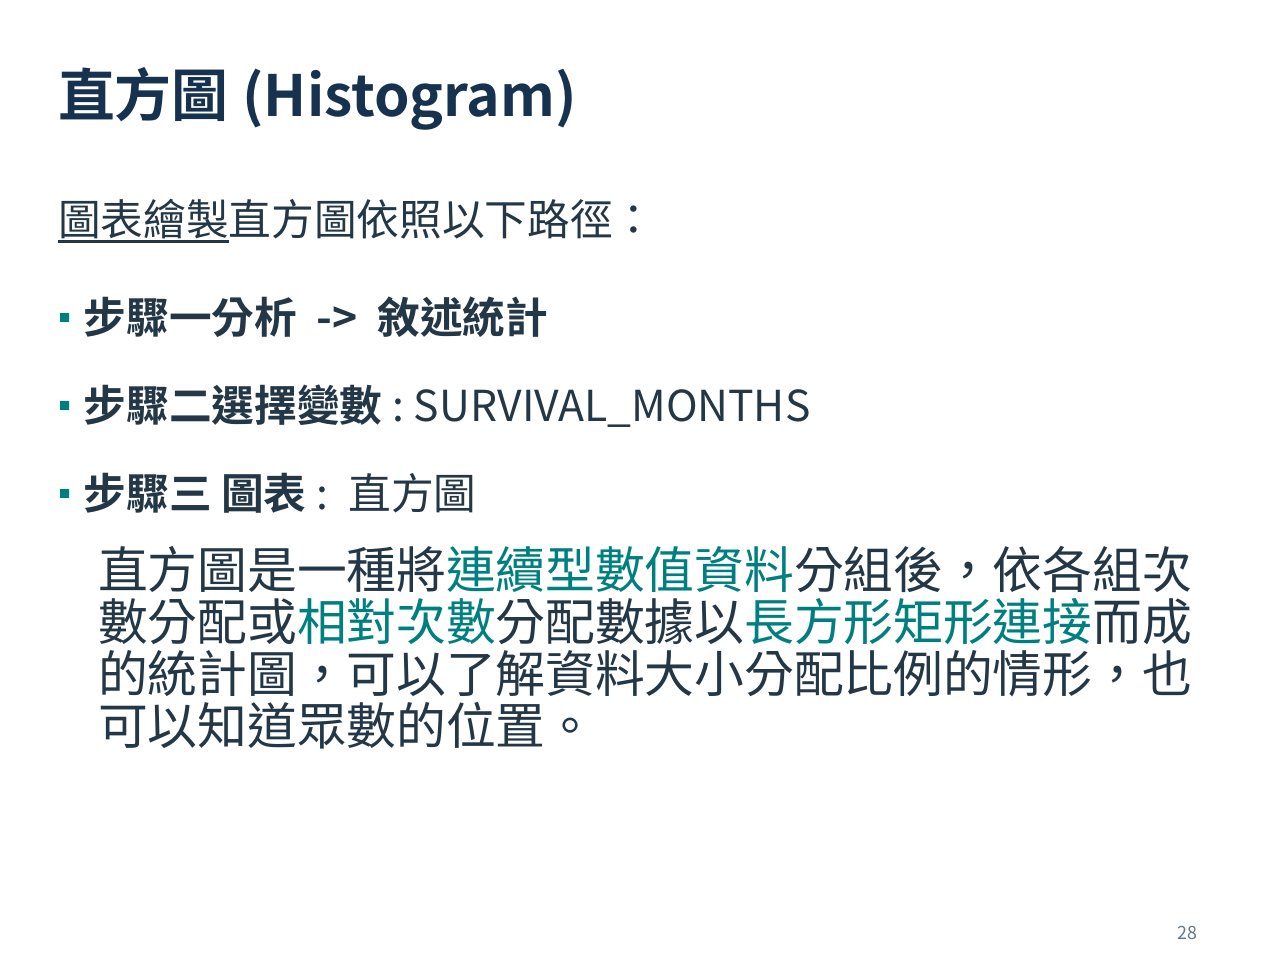 直方圖 (Histogram)
圖表繪製直方圖依照以下路徑：
▪ 步驟一分析 -> 敘述統計
▪ 步驟二選擇變數 : SURVIVAL_MONTHS
▪ 步驟三 圖表 : 直方圖
直方圖是一種將連續型數值資料分組後，依各組次
數分配或相對次數分配數據以長方形矩形連接而成
的統計圖，可以了解資料大小分配比例的情形，也
可以知道眾數的位置。
28